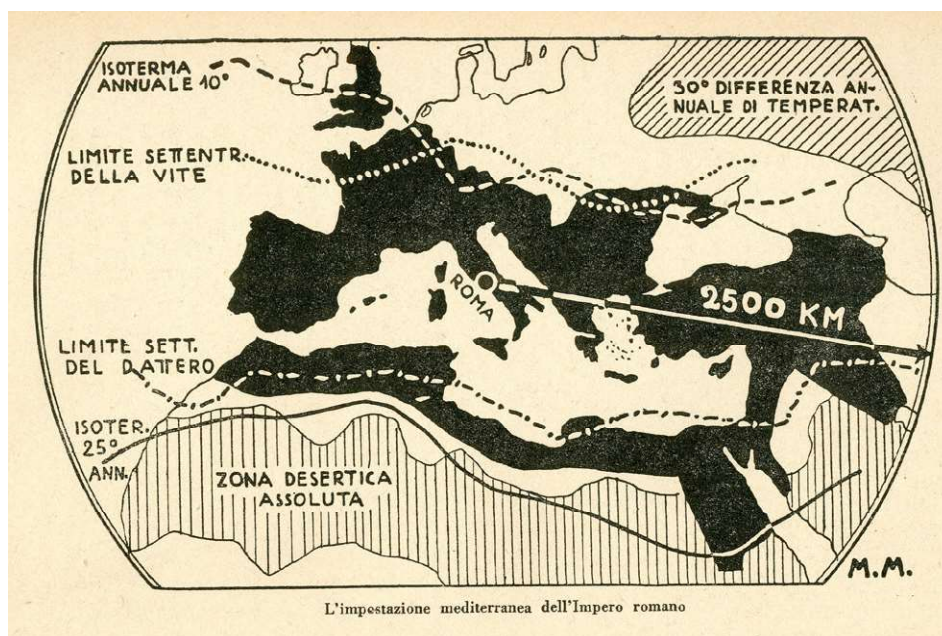 ISOTERMA
ANNUALE 10°
50° DIFFERENZA AN-
NUALE DI TEMPERAT.
LIMITE SETTENTR.
DELLA VITE
ROMA
2500 KM
LIMITE SETT.
DEL DATTERO
ISOTER.
25°
ANN.
ZONA DESERTICA
ASSOLUTA
M.M.
L'impostazione mediterranea dell'Impero romano